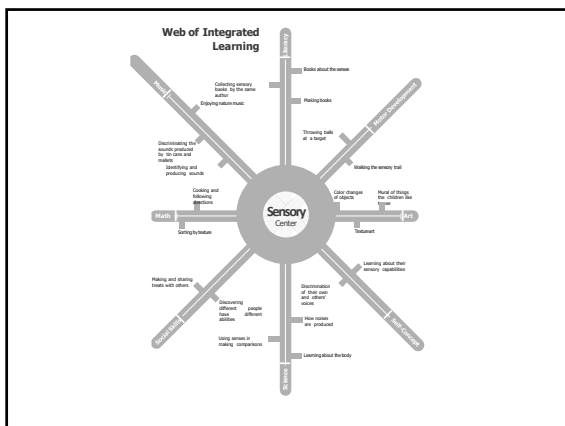 Web of Integrated
Learning
Literacy
Books about the senses
Collecting sensory
books by the same
author
Making books
Music
Enjoying nature music
Discriminating the
sounds produced
by tin cans and
mallets
Identifying and
producing sounds
Motor Development
Throwing balls
at a target
Walking the sensory trail
Cooking and
following
directions
Math
Sorting by texture
Sensory
Center
Color changes
of objects
Mural of things
the children like
Art
Texture art
Learning about their
sensory capabilities
Self-Concept
Making and sharing
treats with others
Discovering
different people
have different
abilities
Social Skills
Discrimination
of their own
and others'
voices
How noises
are produced
Using senses in
making comparisons
Learning about the body
Science